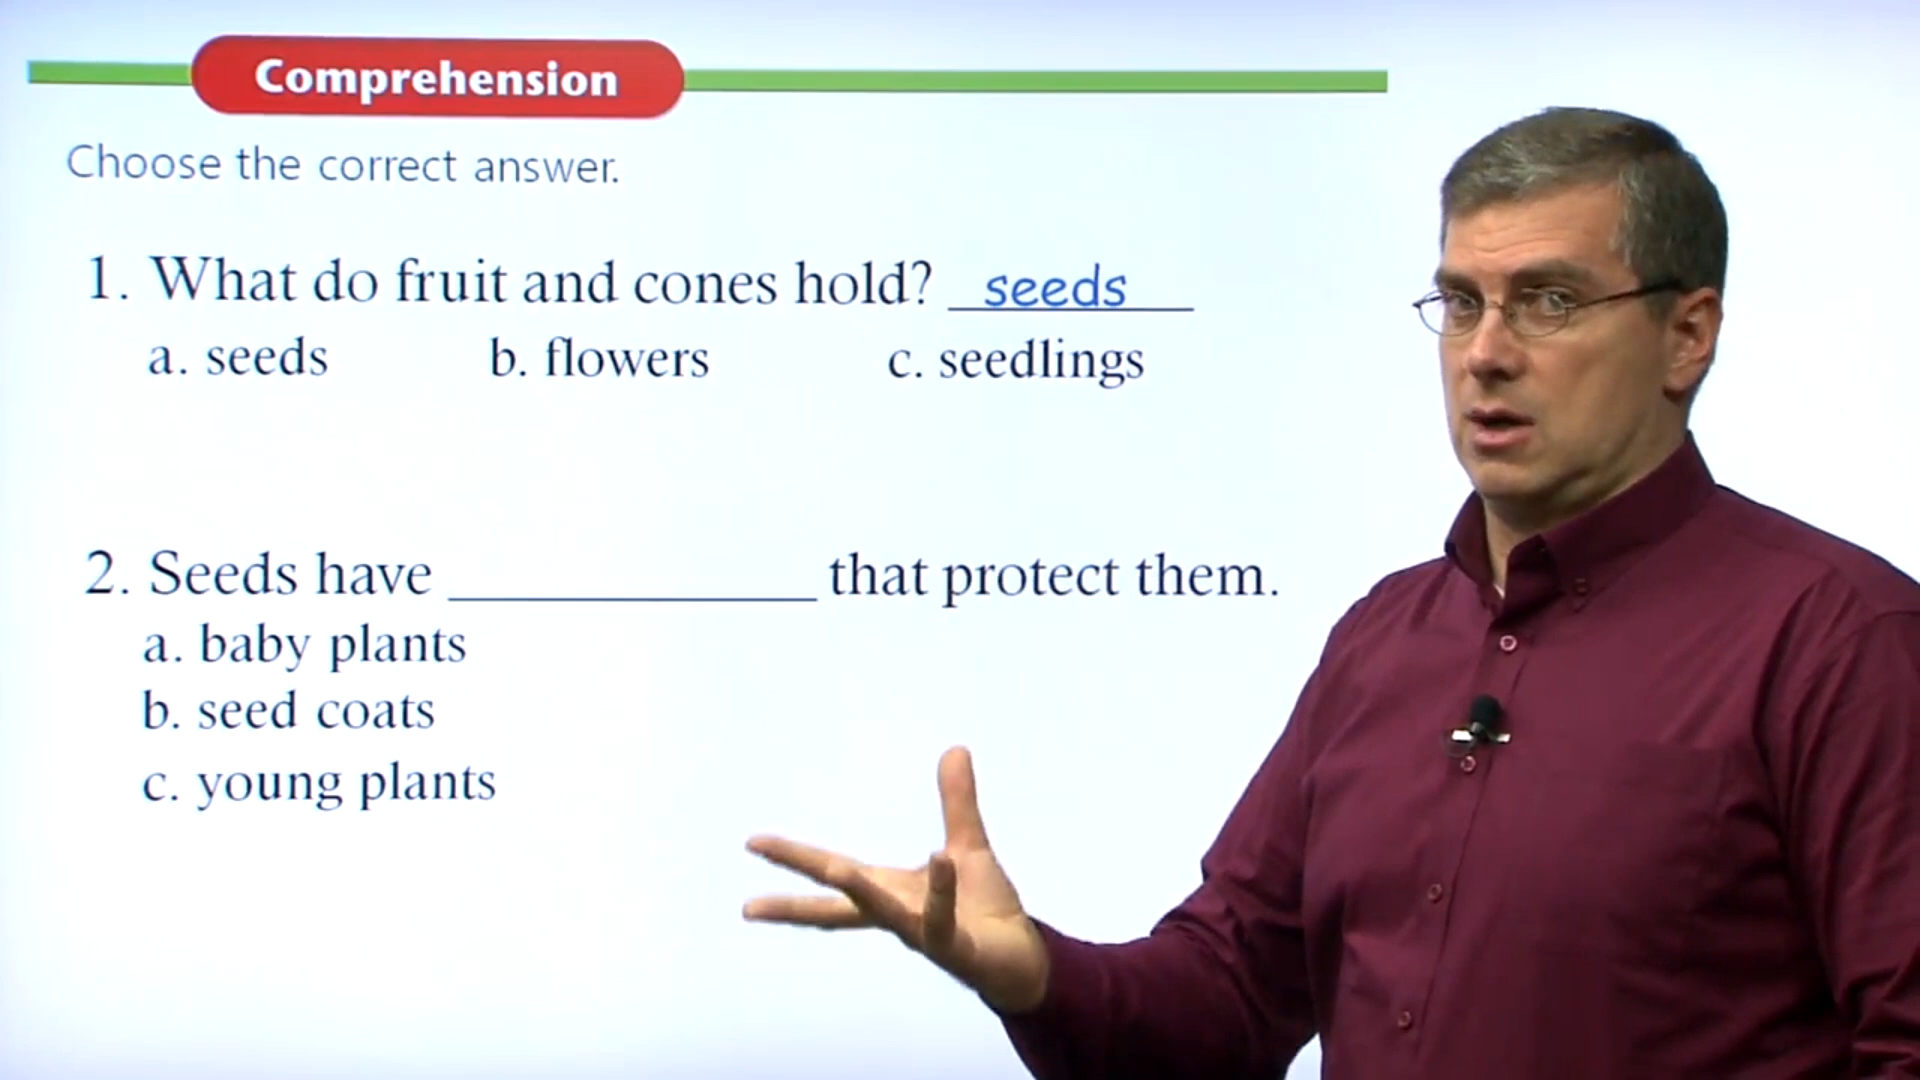 Comprehension
Choose the correct answer.
1. What do fruit and cones hold? seeds
a. seeds b. flowers c. seedlings
2. Seeds have ____________ that protect them.
a. baby plants
b. seed coats
c. young plants